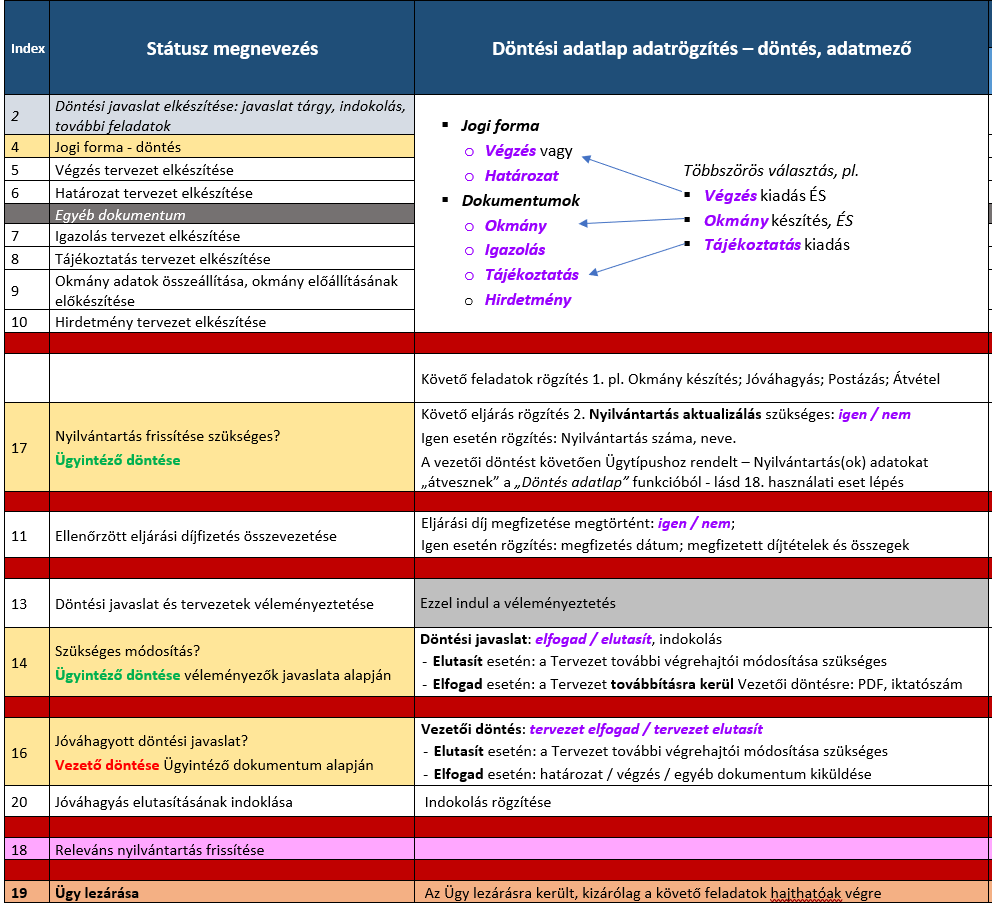 Index
Státusz megnevezés
Döntési adatlap adatrögzítés – döntés, adatmező
2
Döntési javaslat elkészítése: javaslat tárgy, indokolás,
további feladatok
4
Jogi forma - döntés
5
Végzés tervezet elkészítése
6
Határozat tervezet elkészítése
Egyéb dokumentum
7
Igazolás tervezet elkészítése
8
Tájékoztatás tervezet elkészítése
9
Okmány adatok összeállítása, okmány előállításának
előkészítése
10
Hirdetmény tervezet elkészítése
▪ Jogi forma
o Végzés vagy
o Határozat
▪ Dokumentumok
o Okmány
o Igazolás
o Tájékoztatás
o Hirdetmény
Többszörös választás, pl.
▪ Végzés kiadás ÉS
▪ Okmány készítés, ÉS
▪ Tájékoztatás kiadás
Követő feladatok rögzítés 1. pl. Okmány készítés; Jóváhagyás; Postázás; Átvétel
17
Nyilvántartás frissítése szükséges?
Ügyintéző döntése
Követő eljárás rögzítés 2. Nyilvántartás aktualizálás szükséges: igen / nem
Igen esetén rögzítés: Nyilvántartás száma, neve.
A vezetői döntést követően Ügytípushoz rendelt – Nyilvántartás(ok) adatokat
„átvesznek” a „Döntés adatlap” funkcióból - lásd 18. használati eset lépés
11
Ellenőrzött eljárási díjfizetés összevezetése
Eljárási díj megfizetése megtörtént: igen / nem;
Igen esetén rögzítés: megfizetés dátum; megfizetett díjtételek és összegek
13
Döntési javaslat és tervezetek véleményeztetése
Ezzel indul a véleményeztetés
14
Szükséges módosítás?
Ügyintéző döntése véleményezők javaslata alapján
Döntési javaslat: elfogad / elutasít, indokolás
- Elutasít esetén: a Tervezet további végrehajtói módosítása szükséges
- Elfogad esetén: a Tervezet továbbításra kerül Vezetői döntésre: PDF, iktatószám
16
Jóváhagyott döntési javaslat?
Vezető döntése Ügyintéző dokumentum alapján
Vezetői döntés: tervezet elfogad / tervezet elutasít
- Elutasít esetén: a Tervezet további végrehajtói módosítása szükséges
- Elfogad esetén: határozat / végzés / egyéb dokumentum kiküldése
20
Jóváhagyás elutasításának indoklása
Indokolás rögzítése
18
Releváns nyilvántartás frissítése
19
Ügy lezárása
Az Ügy lezárásra került, kizárólag a követő feladatok hajthatóak végre